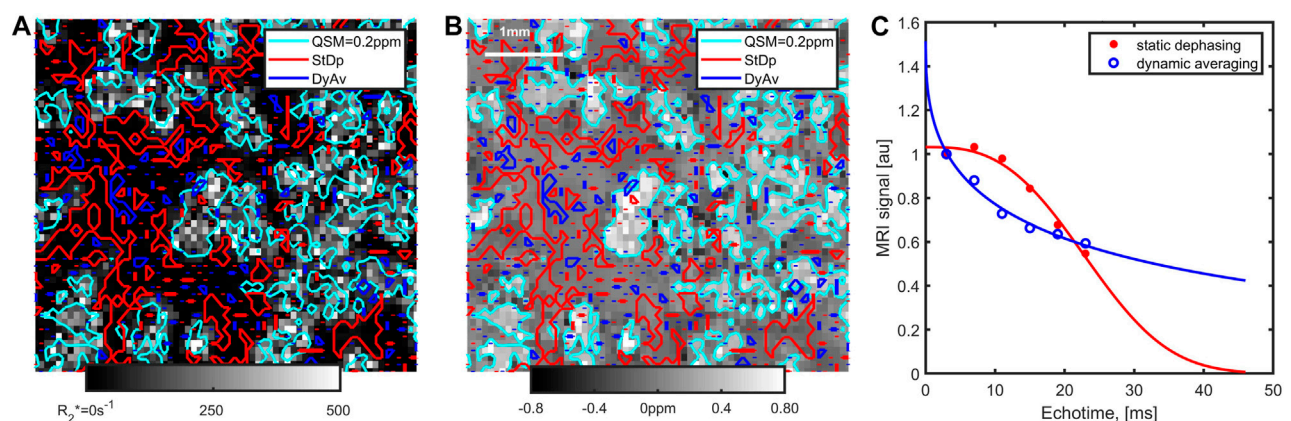 A
QSM=0.2ppm
StDp
DyAv
R₂*=0s⁻¹
250
500
B
1mm
QSM=0.2ppm
StDp
DyAv
-0.8
-0.4
0ppm
0.4
0.80
C
1.6
1.4
1.2
1
0.8
0.6
0.4
0.2
0
MRI signal [au]
static dephasing
dynamic averaging
0
10
20
30
40
50
Echotime, [ms]